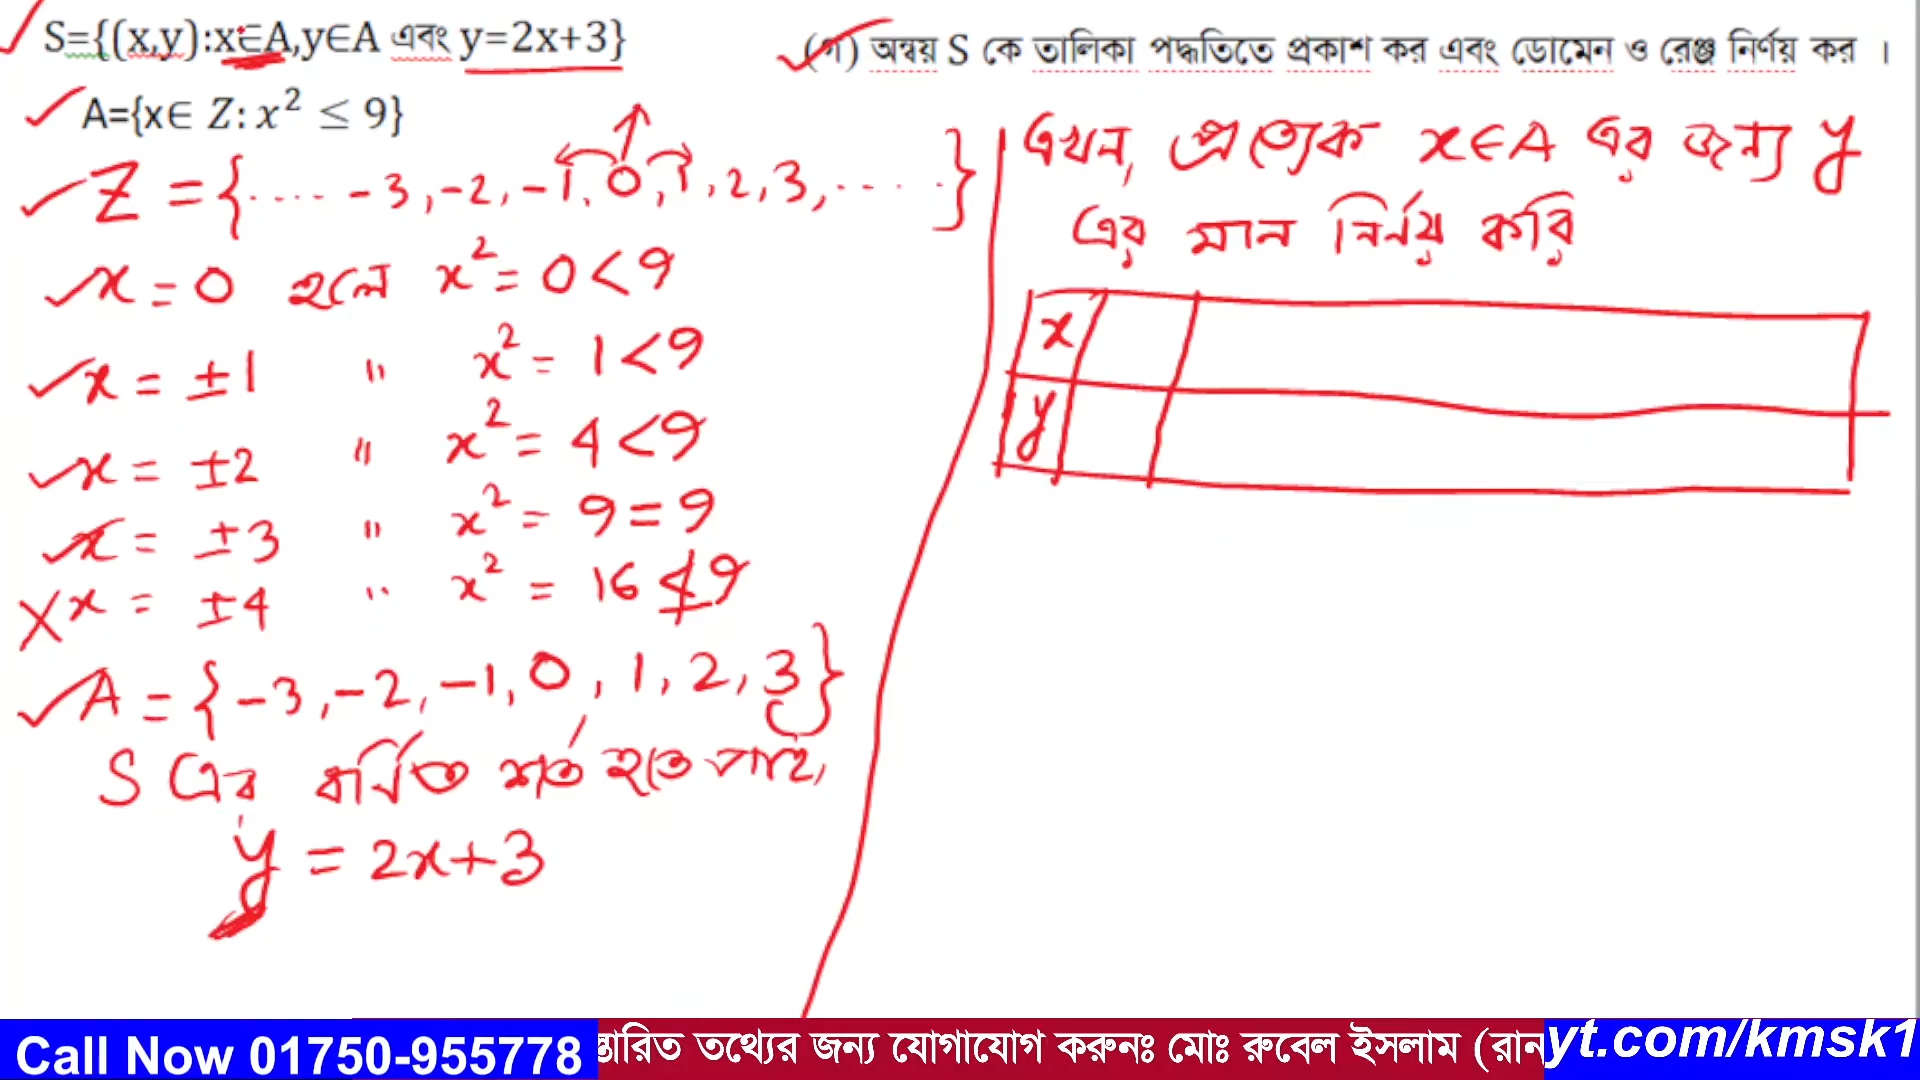 S={(x,y):x∈A,y∈A এবং y=2x+3}
A={x∈ Z: x² ≤ 9}
Z = {.... -3, -2, -1, 0, 1, 2, 3, ....}
x = 0 হলে x² = 0 < 9
x = ±1 " x² = 1 < 9
x = ±2 " x² = 4 < 9
x = ±3 " x² = 9 = 9
x = ±4 " x² = 16 ≮ 9
A = {-3, -2, -1, 0, 1, 2, 3}
S এর বর্ণিত শর্ত হতে পাই,
y = 2x+3
(গ) অন্বয় S কে তালিকা পদ্ধতিতে প্রকাশ কর এবং ডোমেন ও রেঞ্জ নির্ণয় কর ।
এখন, প্রত্যেক x∈A এর জন্য y
এর মান নির্ণয় করি
x
y
Call Now 01750-955778
স্তারিত তথ্যের জন্য যোগাযোগ করুনঃ মোঃ রুবেল ইসলাম (রান
yt.com/kmsk1